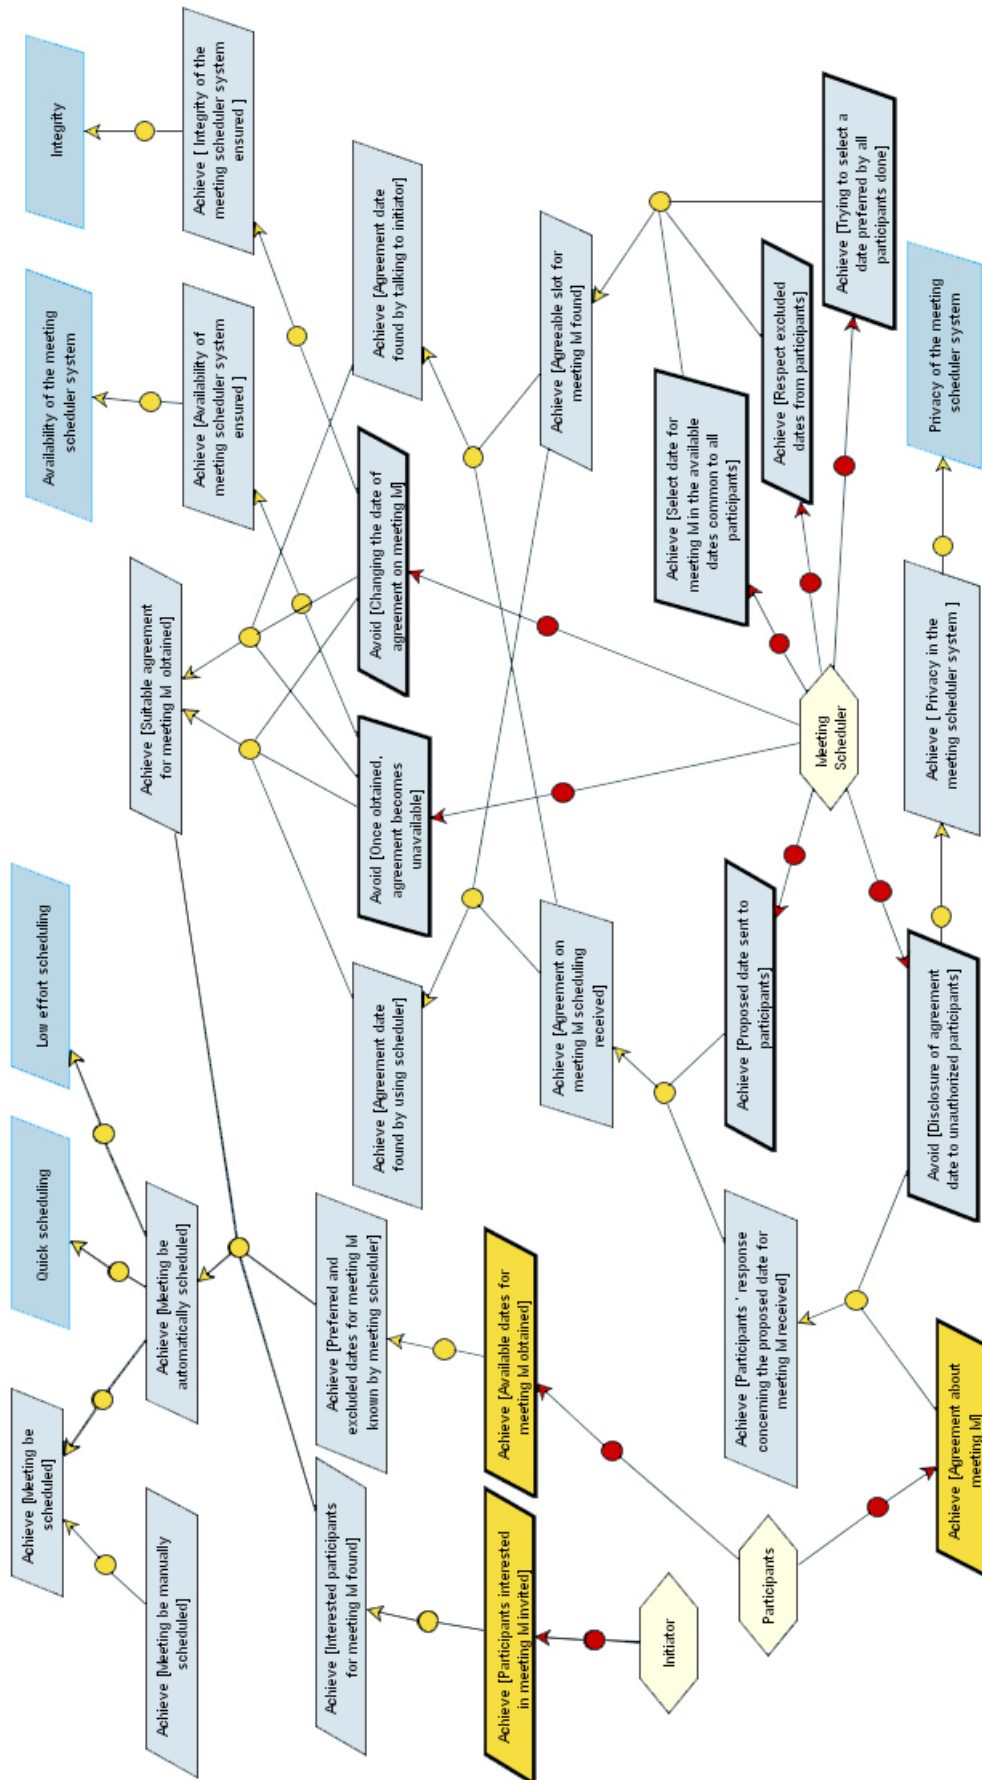 Achieve [Meeting be
scheduled]
Quick scheduling
Low effort scheduling
Availability of the meeting
scheduler system
Integrity
Achieve [Meeting be manually
scheduled]
Achieve [Meeting be
automatically scheduled]
Achieve [Suitable agreement
for meeting M obtained]
Achieve [Availability of
meeting scheduler system
ensured ]
Achieve [ Integrity of the
meeting scheduler system
ensured ]
Achieve [Interested participants
for meeting M found]
Achieve [Preferred and
excluded dates for meeting M
known by meeting scheduler]
Achieve [Agreement date
found by using scheduler]
Avoid [Once obtained,
agreement becomes
unavailable]
Avoid [Changing the date of
agreement on meeting M]
Achieve [Agreement date
found by talking to initiator]
Achieve [Participants interested
in meeting M invited]
Achieve [Available dates for
meeting M obtained]
Achieve [Agreement on
meeting M scheduling
received]
Achieve [Agreeable slot for
meeting M found]
Initiator
Achieve [Participants ' response
concerning the proposed date for
meeting M received]
Achieve [Proposed date sent to
participants]
Achieve [Select date for
meeting M in the available
dates common to all
participants]
Achieve [Respect excluded
dates from participants]
Achieve [Trying to select a
date preferred by all
participants done]
Participants
Meeting
Scheduler
Achieve [Agreement about
meeting M]
Avoid [Disclosure of agreement
date to unauthorized participants]
Achieve [ Privacy in the
meeting scheduler system ]
Privacy of the meeting
scheduler system